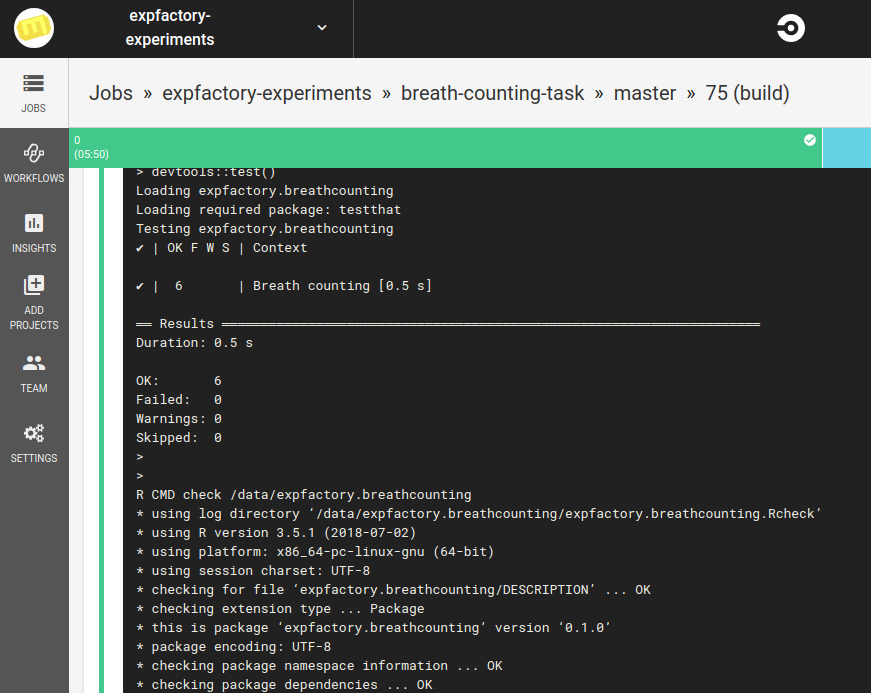 expfactory-
experiments
JOBS
Jobs » expfactory-experiments » breath-counting-task » master » 75 (build)
0
(05:50)
WORKFLOWS
INSIGHTS
ADD
PROJECTS
TEAM
SETTINGS
> devtools::test()
Loading expfactory.breathcounting
Loading required package: testthat
Testing expfactory.breathcounting
✔ | OK F W S | Context
✔ |  6       | Breath counting [0.5 s]
══ Results ═════════════════════════════════════════════════════════════════════
Duration: 0.5 s
OK:       6
Failed:   0
Warnings: 0
Skipped:  0
>
>
R CMD check /data/expfactory.breathcounting
* using log directory ‘/data/expfactory.breathcounting/expfactory.breathcounting.Rcheck’
* using R version 3.5.1 (2018-07-02)
* using platform: x86_64-pc-linux-gnu (64-bit)
* using session charset: UTF-8
* checking for file ‘expfactory.breathcounting/DESCRIPTION’ ... OK
* checking extension type ... Package
* this is package ‘expfactory.breathcounting’ version ‘0.1.0’
* package encoding: UTF-8
* checking package namespace information ... OK
* checking package dependencies ... OK